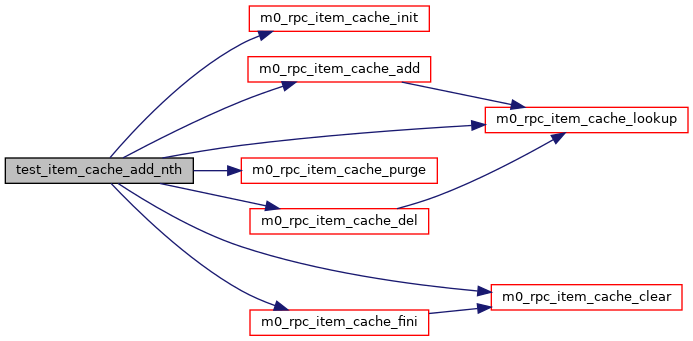 m0_rpc_item_cache_init
m0_rpc_item_cache_add
m0_rpc_item_cache_lookup
test_item_cache_add_nth
m0_rpc_item_cache_purge
m0_rpc_item_cache_del
m0_rpc_item_cache_clear
m0_rpc_item_cache_fini